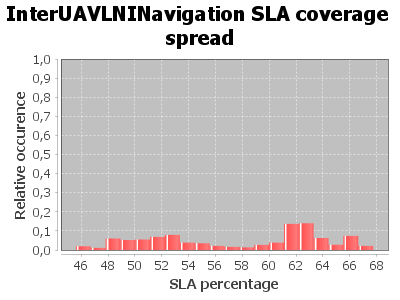 InterUAVLNINavigation SLA coverage
spread
Relative occurence
1,0
0,9
0,8
0,7
0,6
0,5
0,4
0,3
0,2
0,1
0,0
46 48 50 52 54 56 58 60 62 64 66 68
SLA percentage